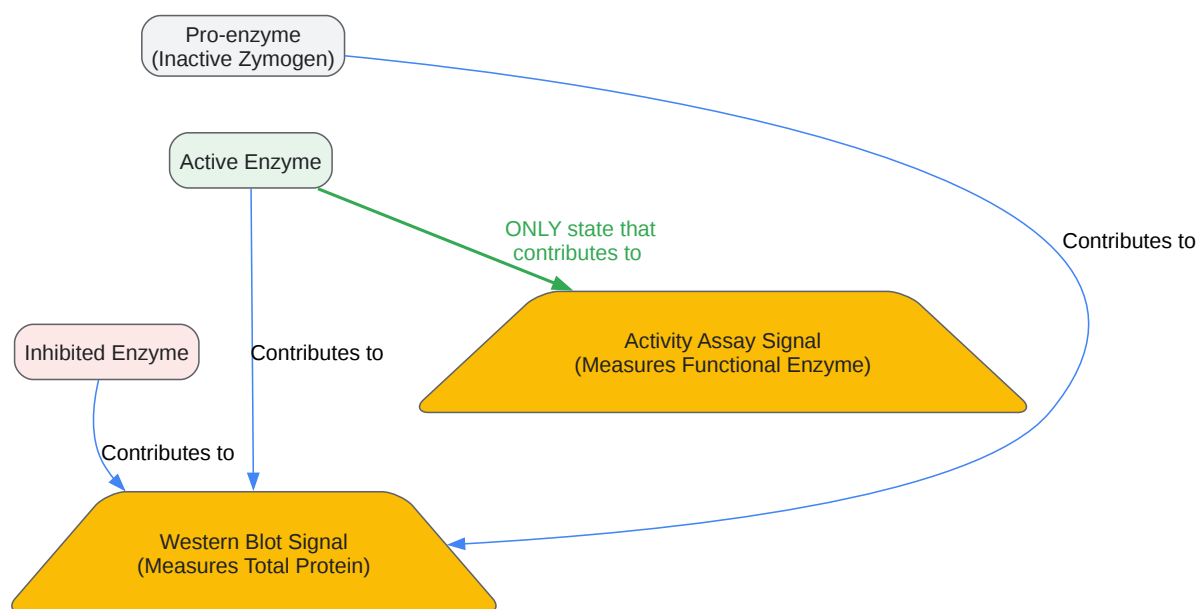 Pro-enzyme
(Inactive Zymogen)
Active Enzyme
ONLY state that
contributes to
Contributes to
Inhibited Enzyme
Contributes to
Activity Assay Signal
(Measures Functional Enzyme)
Contributes to
Western Blot Signal
(Measures Total Protein)